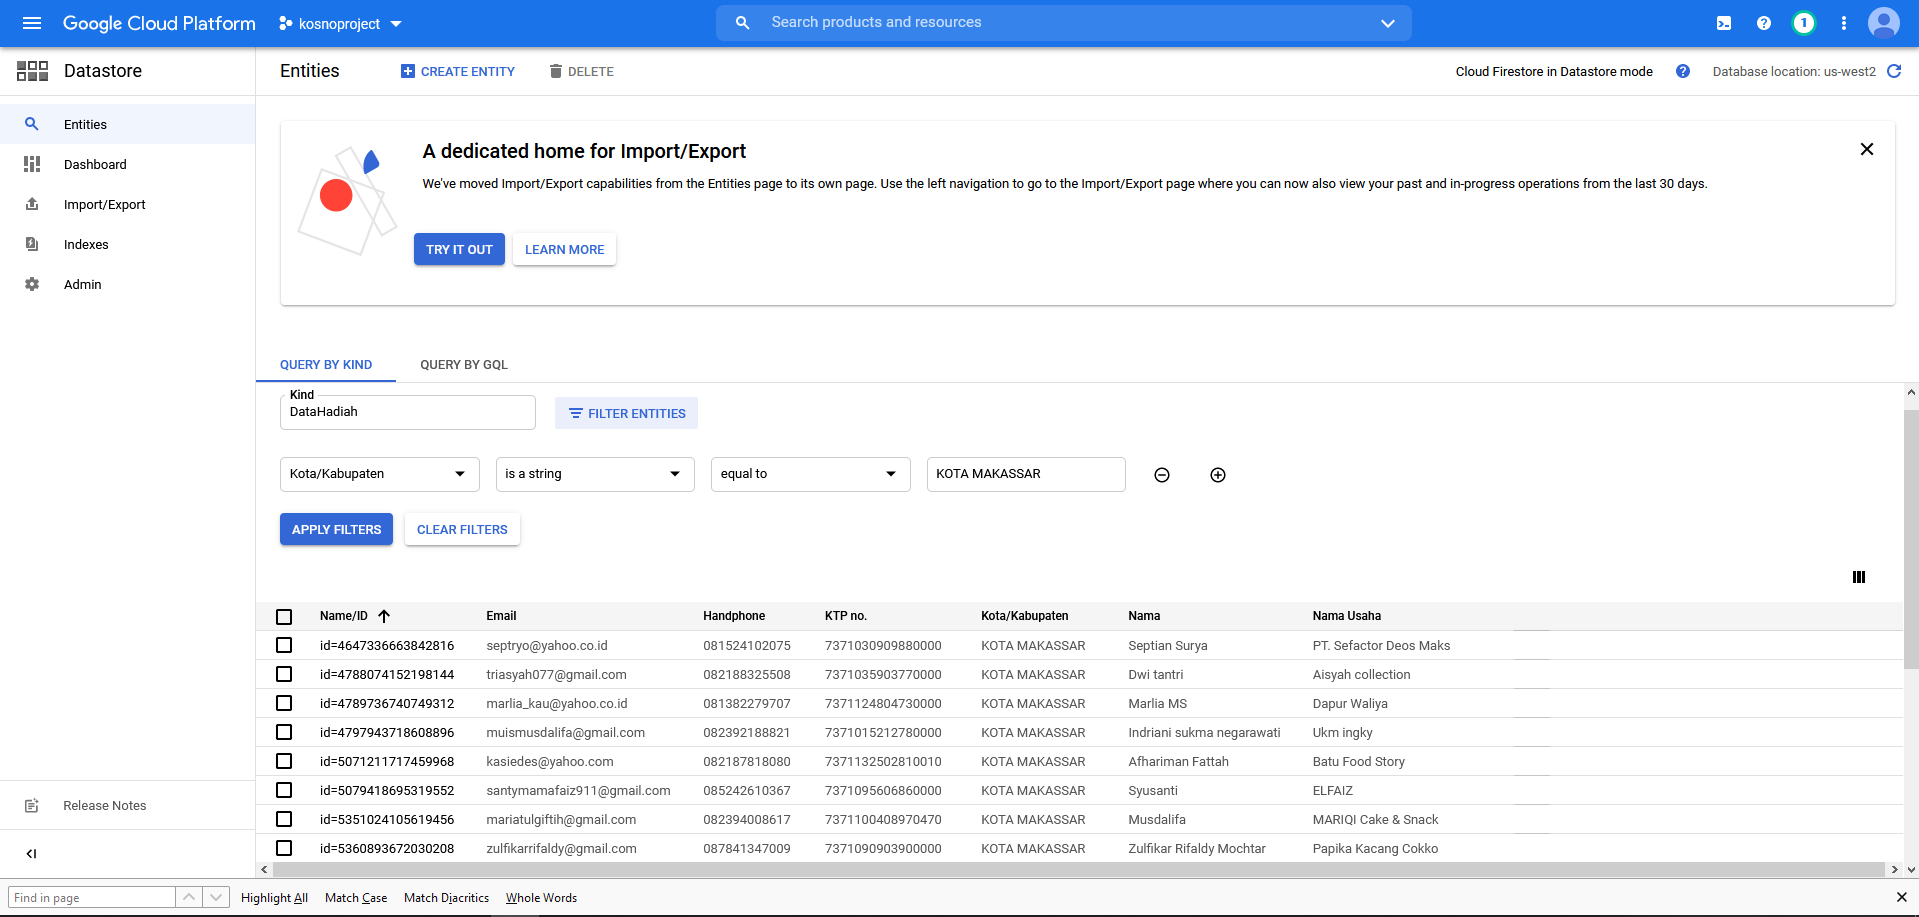 Google Cloud Platform kosnoproject Search products and resources 1
Datastore Entities CREATE ENTITY DELETE Cloud Firestore in Datastore mode Database location: us-west2
Entities
Dashboard
Import/Export
Indexes
Admin
Release Notes
A dedicated home for Import/Export
We've moved Import/Export capabilities from the Entities page to its own page. Use the left navigation to go to the Import/Export page where you can now also view your past and in-progress operations from the last 30 days.
TRY IT OUT LEARN MORE
QUERY BY KIND QUERY BY GQL
Kind
DataHadiah FILTER ENTITIES
Kota/Kabupaten is a string equal to KOTA MAKASSAR
APPLY FILTERS CLEAR FILTERS
Name/ID Email Handphone KTP no. Kota/Kabupaten Nama Nama Usaha
id=4647336663842816 septryo@yahoo.co.id 081524102075 7371030909880000 KOTA MAKASSAR Septian Surya PT. Sefactor Deos Maks
id=4788074152198144 triasyah077@gmail.com 082188325508 7371035903770000 KOTA MAKASSAR Dwi tantri Aisyah collection
id=4789736740749312 marlia_kau@yahoo.co.id 081382279707 7371124804730000 KOTA MAKASSAR Marlia MS Dapur Waliya
id=4797943718608896 muismusdalifa@gmail.com 082392188821 7371015212780000 KOTA MAKASSAR Indriani sukma negarawati Ukm ingky
id=5071211717459968 kasiedes@yahoo.com 082187818080 7371132502810010 KOTA MAKASSAR Afhariman Fattah Batu Food Story
id=5079418695319552 santymamafaiz911@gmail.com 085242610367 7371095606860000 KOTA MAKASSAR Syusanti ELFAIZ
id=5351024105619456 mariatulgiftih@gmail.com 082394008617 7371100408970470 KOTA MAKASSAR Musdalifa MARIQI Cake & Snack
id=5360893672030208 zulfikarrifaldy@gmail.com 087841347009 7371090903900000 KOTA MAKASSAR Zulfikar Rifaldy Mochtar Papika Kacang Cokko
Find in page Highlight All Match Case Match Diacritics Whole Words